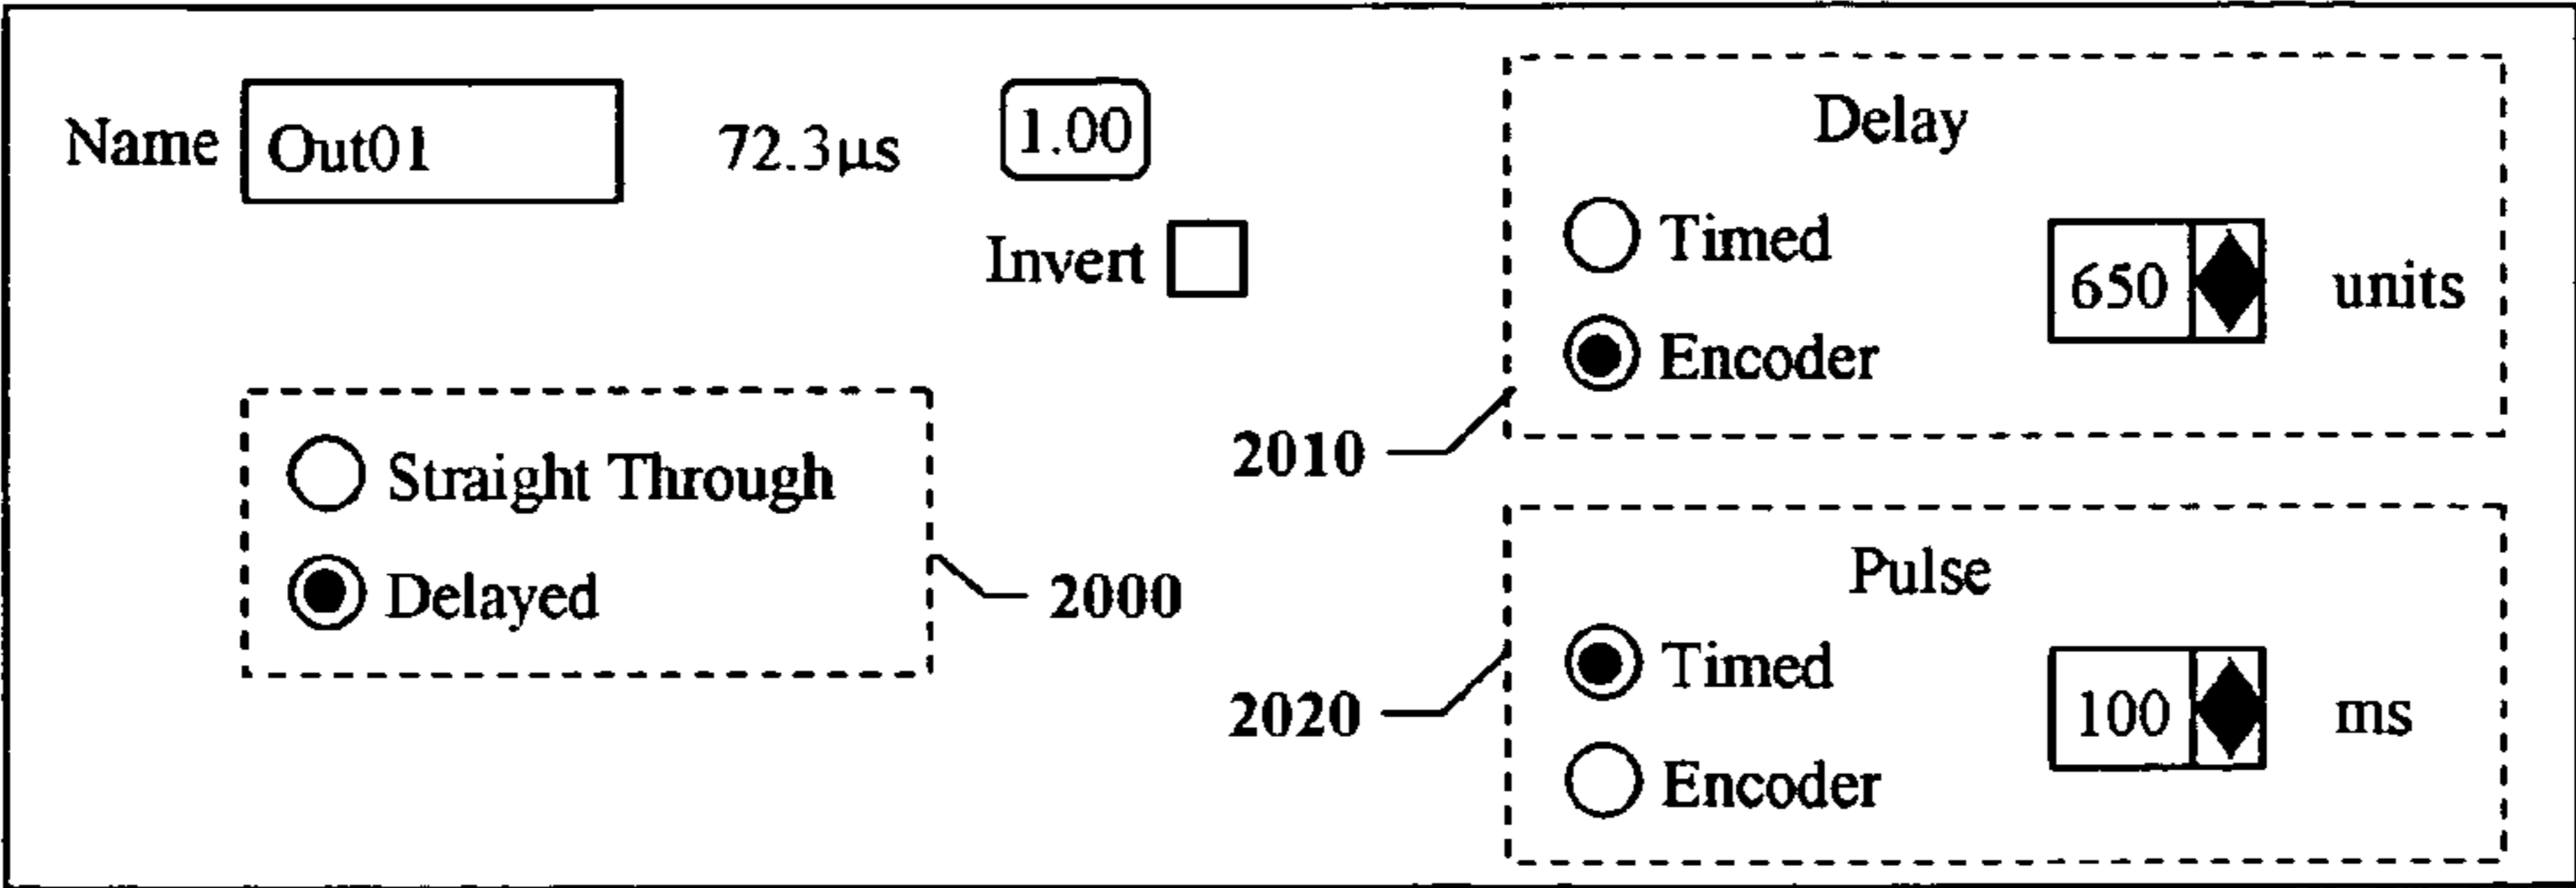 Name Out01 72.3µs 1.00
Invert
Straight Through
Delayed
2000
Delay
Timed
650 units
Encoder
2010
Pulse
Timed
100 ms
Encoder
2020